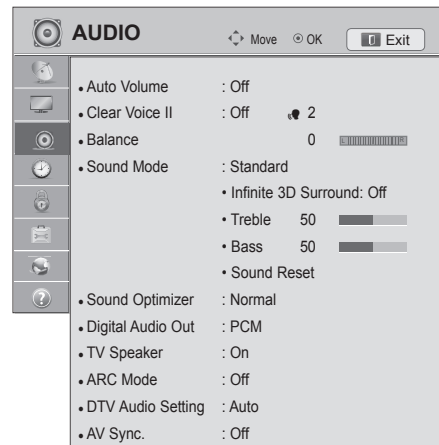 AUDIO Move OK Exit
• Auto Volume : Off
• Clear Voice II : Off 2
• Balance 0
• Sound Mode : Standard
• Infinite 3D Surround: Off
• Treble 50
• Bass 50
• Sound Reset
• Sound Optimizer : Normal
• Digital Audio Out : PCM
• TV Speaker : On
• ARC Mode : Off
• DTV Audio Setting : Auto
• AV Sync. : Off